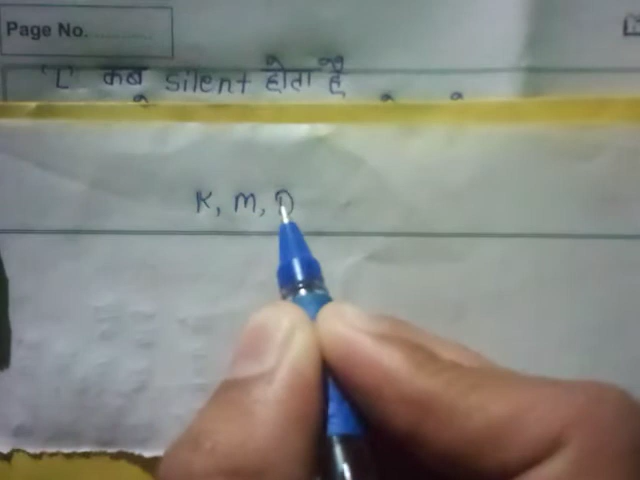 Page No.
'L' कब silent होता है
K, M, D